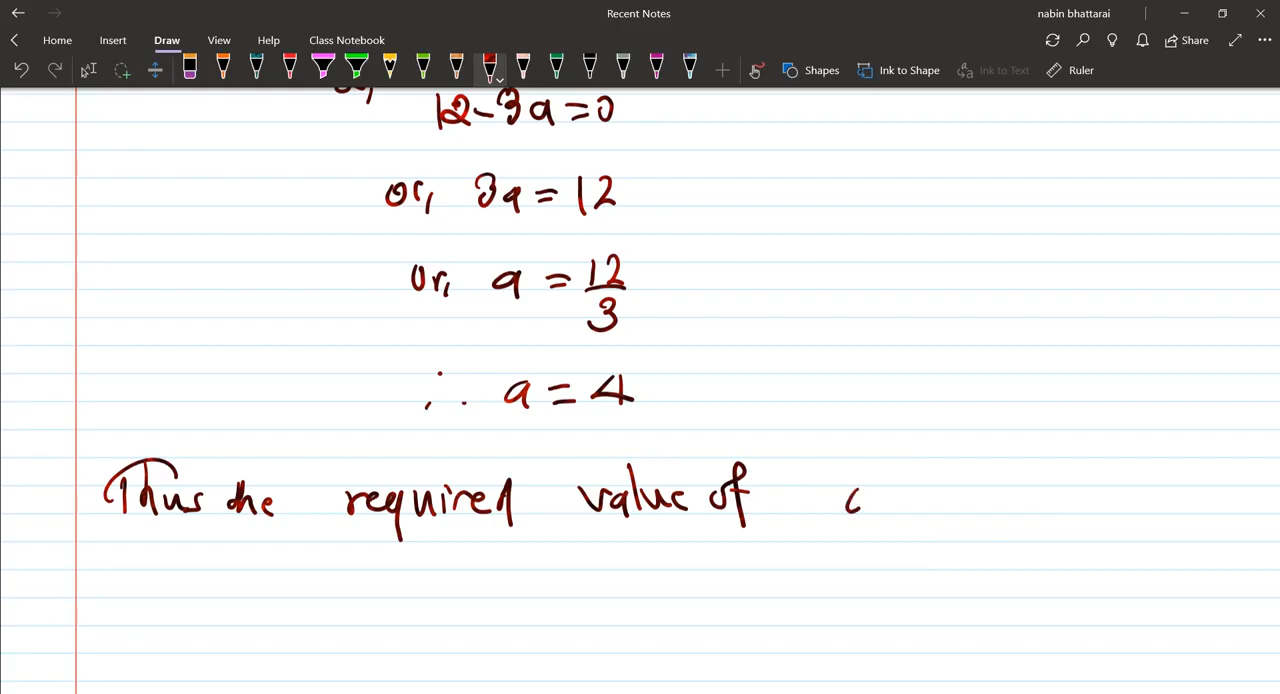 Recent Notes
nabin bhattarai
Home Insert Draw View Help Class Notebook
Share
Shapes Ink to Shape Ink to Text Ruler
or,
12-3a=0
or, 3a=12
or, a = 12/3
∴ a = 4
Thus the required value of